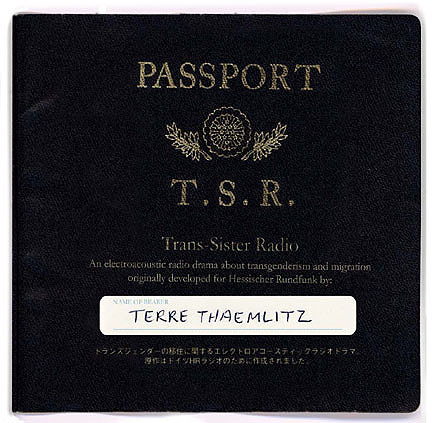 PASSPORT
T. S. R.
Trans-Sister Radio
An electroacoustic radio drama about transgenderism and migration
originally developed for Hessischer Rundfunk by:
NAME OF BEARER
TERRE THAEMLITZ
トランスジェンダーの移住に関するエレクトロアコースティックラジオドラマ。
原作はドイツHRラジオのために作成されました。